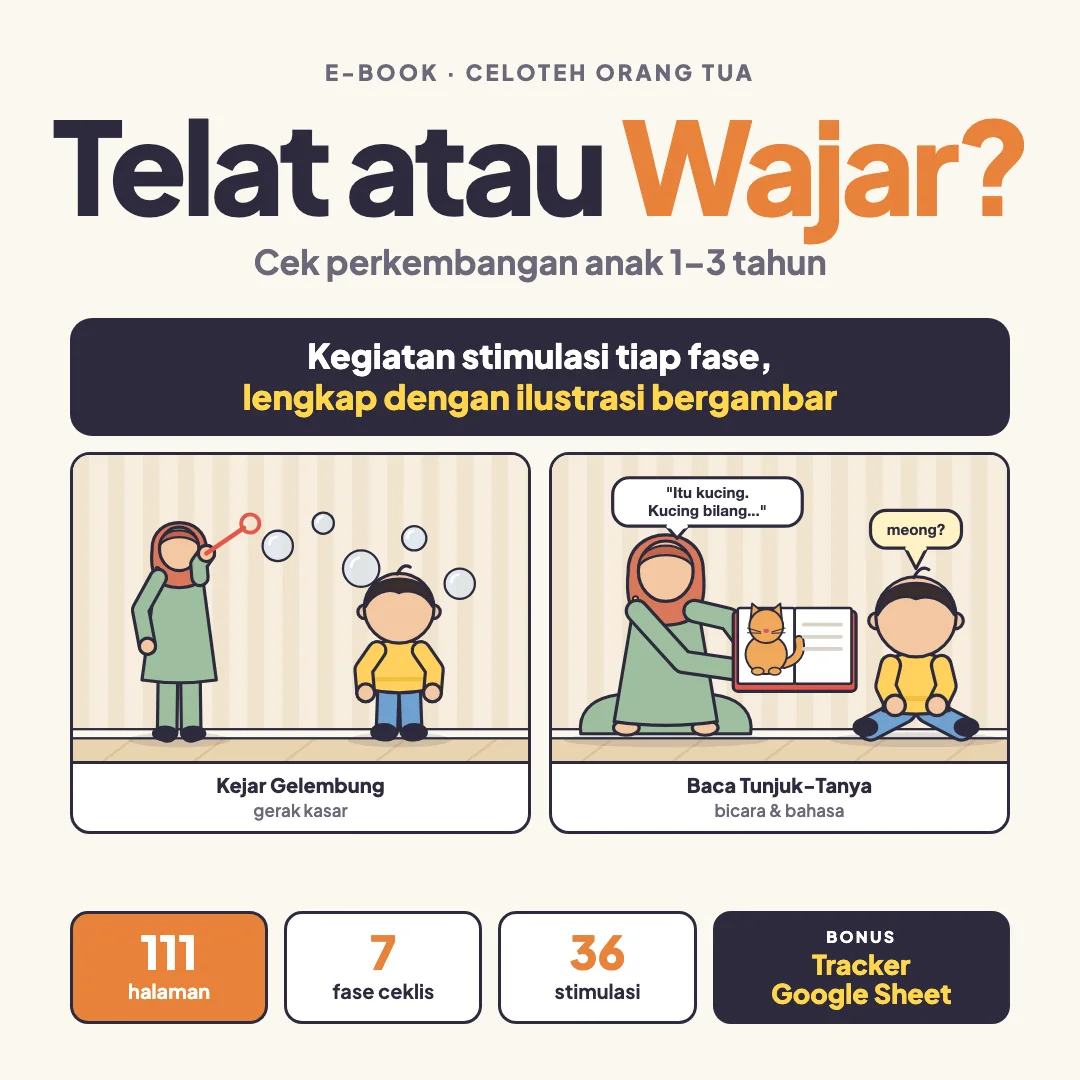 E-BOOK · CELOTEH ORANG TUA
Telat atau Wajar?
Cek perkembangan anak 1–3 tahun
Kegiatan stimulasi tiap fase,
lengkap dengan ilustrasi bergambar
"Itu kucing.
Kucing bilang..."
meong?
Kejar Gelembung
gerak kasar
Baca Tunjuk-Tanya
bicara & bahasa
111
halaman
7
fase ceklis
36
stimulasi
BONUS
Tracker
Google Sheet